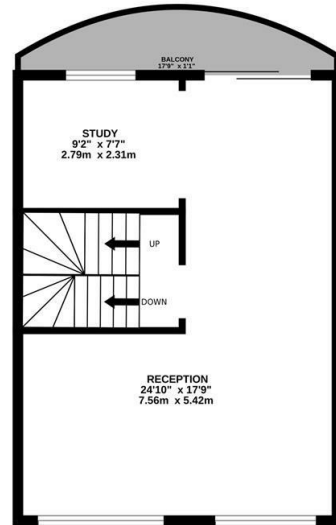 BALCONY
17'9" x 1'1"
STUDY
9'2" x 7'7"
2.79m x 2.31m
UP
DOWN
RECEPTION
24'10" x 17'9"
7.56m x 5.42m